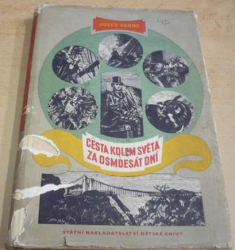 JULES VERNE
CESTA KOLEM SVĚTA
ZA OSMDESÁT DNÍ
STÁTNÍ NAKLADATELSTVÍ DĚTSKÉ KNIHY